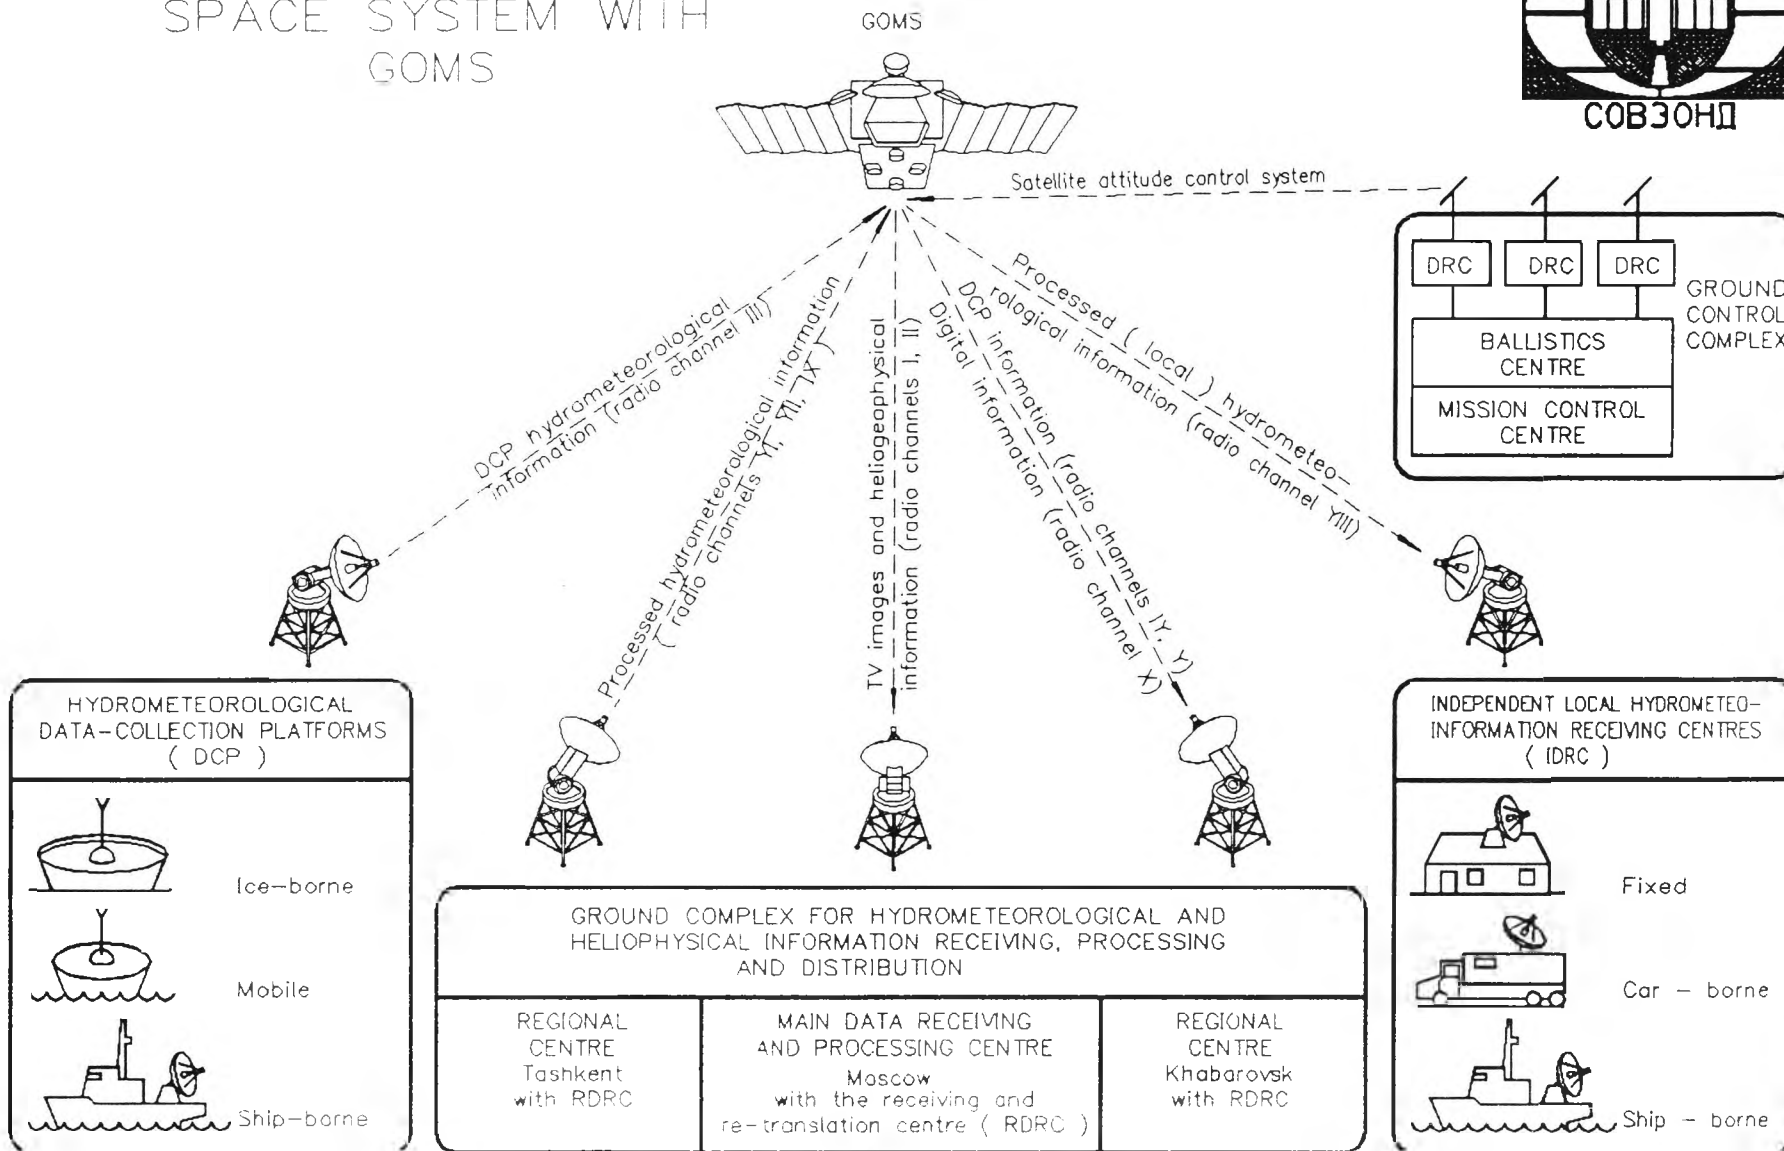 SPACE SYSTEM WITH
GOMS
GOMS
СОВЗОНД
Satellite attitude control system
DRC
DRC
DRC
GROUND
CONTROL
COMPLEX
BALLISTICS
CENTRE
MISSION CONTROL
CENTRE
DCP hydrometeorological
information (radio channel III)
Processed hydrometeorological information
( radio channels YI, YII, IX )
TV images and heliogeophysical
information (radio channels I, II)
DCP information (radio channels IY, Y)
Digital information (radio channel X)
Processed ( local ) hydrometeo-
rological information (radio channel YIII)
HYDROMETEOROLOGICAL
DATA-COLLECTION PLATFORMS
( DCP )
Ice-borne
Mobile
Ship-borne
GROUND COMPLEX FOR HYDROMETEOROLOGICAL AND
HELIOPHYSICAL INFORMATION RECEIVING, PROCESSING
AND DISTRIBUTION
REGIONAL
CENTRE
Tashkent
with RDRC
MAIN DATA RECEIVING
AND PROCESSING CENTRE
Moscow
with the receiving and
re-translation centre ( RDRC )
REGIONAL
CENTRE
Khabarovsk
with RDRC
INDEPENDENT LOCAL HYDROMETEO-
INFORMATION RECEIVING CENTRES
( IDRC )
Fixed
Car - borne
Ship - borne